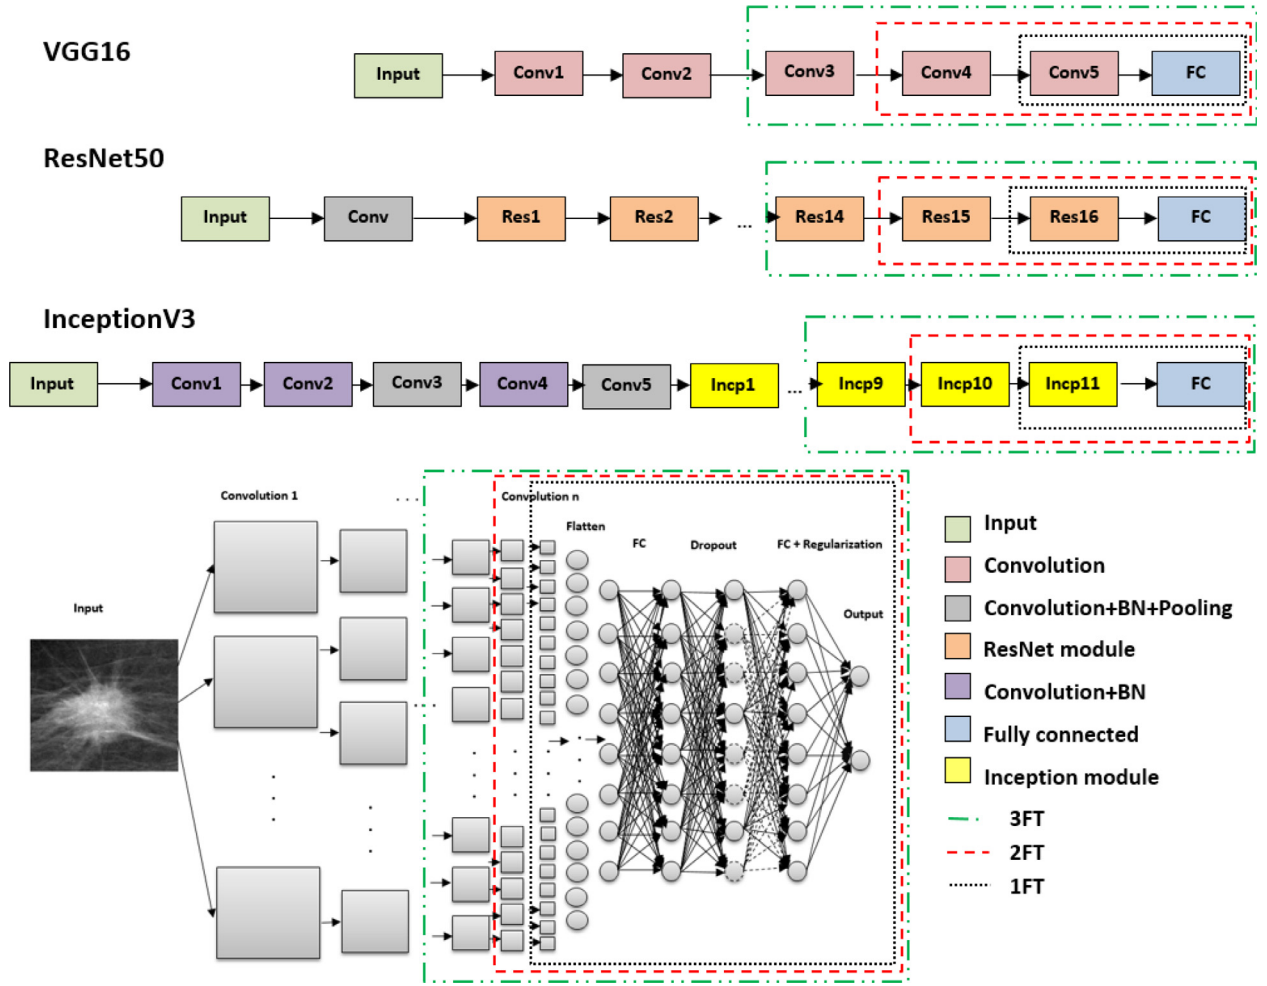 VGG16
Input Conv1 Conv2 Conv3 Conv4 Conv5 FC
ResNet50
Input Conv Res1 Res2 ... Res14 Res15 Res16 FC
InceptionV3
Input Conv1 Conv2 Conv3 Conv4 Conv5 Incp1 ... Incp9 Incp10 Incp11 FC
Convolution 1 . . . . Convolution n
Flatten
FC Dropout FC + Regularization
Input
Output
Input
Convolution
Convolution+BN+Pooling
ResNet module
Convolution+BN
Fully connected
Inception module
3FT
2FT
1FT